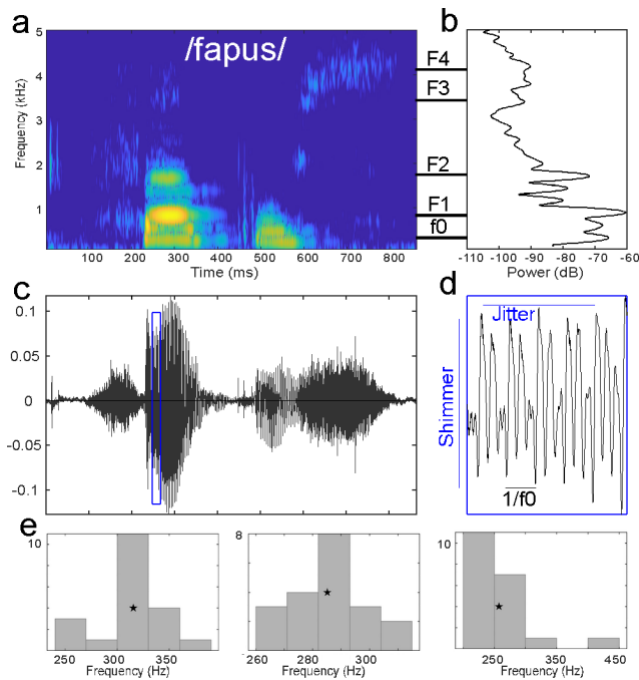 a
/fapus/
b
5
4
3
2
1
Frequency (kHz)
100 200 300 400 500 600 700 800
Time (ms)
F4
F3
F2
F1
f0
-100 -90 -80 -70 -60
Power (dB)
c
0.1
0.05
0
-0.05
-0.1
d
Jitter
Shimmer
1/f0
e
10
250 300 350
Frequency (Hz)
8
260 280 300
Frequency (Hz)
10
250 350 450
Frequency (Hz)